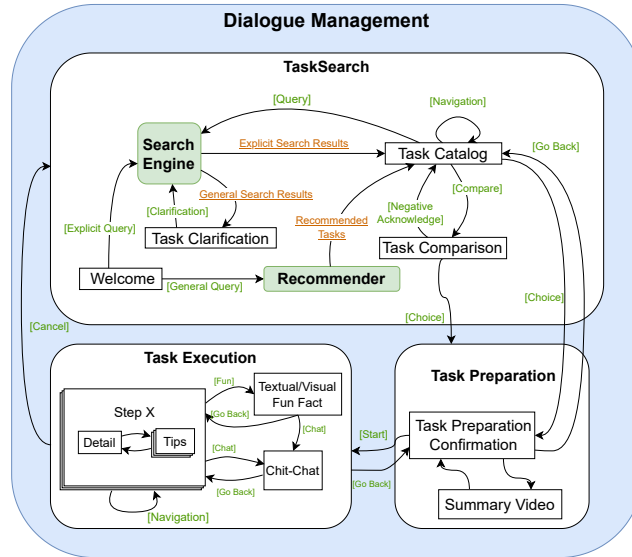 Dialogue Management
TaskSearch
[Query]
[Navigation]
Search
Engine
Explicit Search Results
Task Catalog
[Go Back]
General Search Results
[Clarification]
[Compare]
[Negative
Acknowledge]
Recommended
Tasks
[Explicit Query]
Task Clarification
Task Comparison
Welcome
[General Query]
Recommender
[Choice]
[Choice]
[Cancel]
Task Execution
Step X
Detail
Tips
[Fun]
Textual/Visual
Fun Fact
[Go Back]
[Chat]
[Chat]
Chit-Chat
[Go Back]
[Navigation]
Task Preparation
[Start]
Task Preparation
Confirmation
[Go Back]
Summary Video